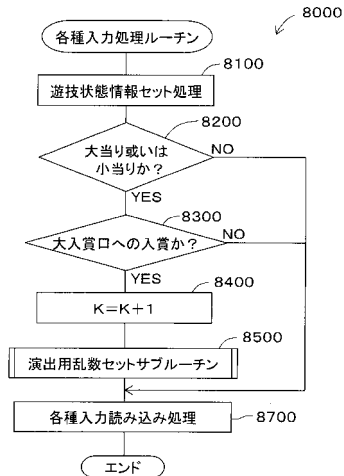 8000
各種入力処理ルーチン
8100
遊技状態情報セット処理
8200
大当り或いは
小当りか？
NO
YES
8300
大入賞口への入賞か？
NO
YES
8400
K=K+1
8500
演出用乱数セットサブルーチン
各種入力読み込み処理
8700
エンド